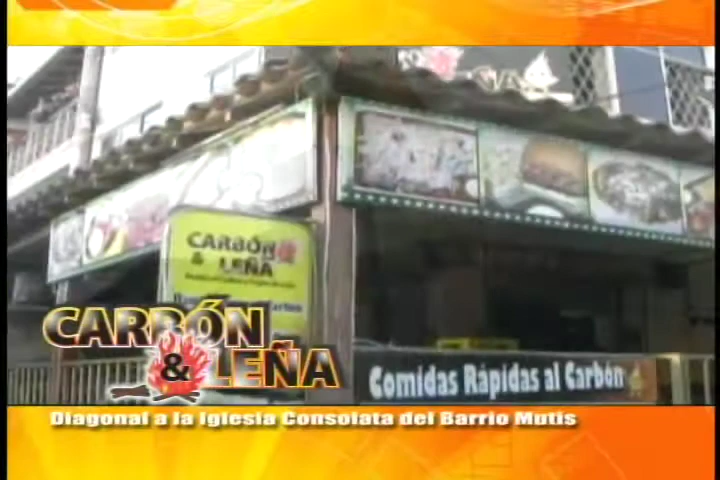 CARBÓN
& LEÑA
CARBÓN
& LEÑA
Comidas Rápidas al Carbón
Diagonal a la Iglesia Consolata del Barrio Mutis